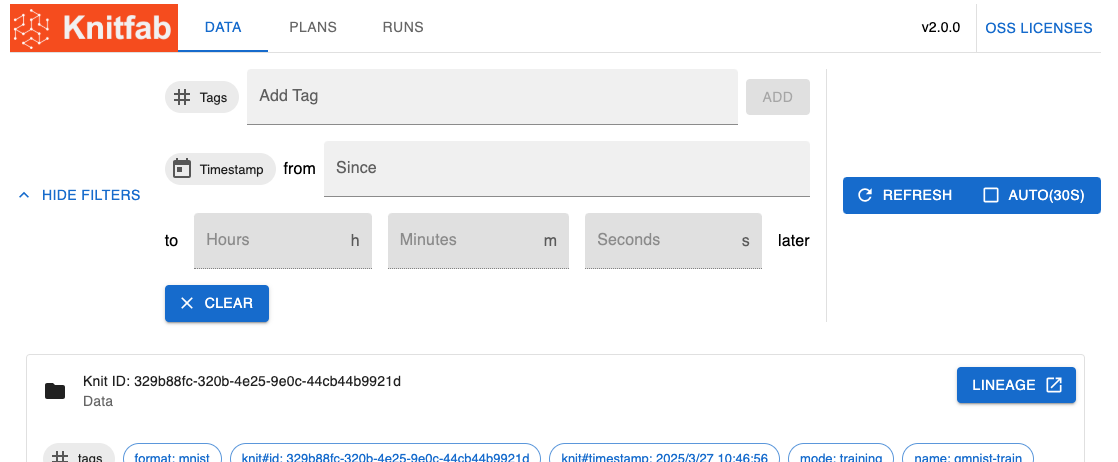 Knitfab DATA PLANS RUNS v2.0.0 OSS LICENSES
Tags Add Tag ADD
Timestamp from Since
HIDE FILTERS REFRESH AUTO(30S)
to Hours h Minutes m Seconds s later
CLEAR
Knit ID: 329b88fc-320b-4e25-9e0c-44cb44b9921d LINEAGE
Data
tags format: mnist knit#id: 329b88fc-320b-4e25-9e0c-44cb44b9921d knit#timestamp: 2025/3/27 10:46:56 mode: training name: qmnist-train